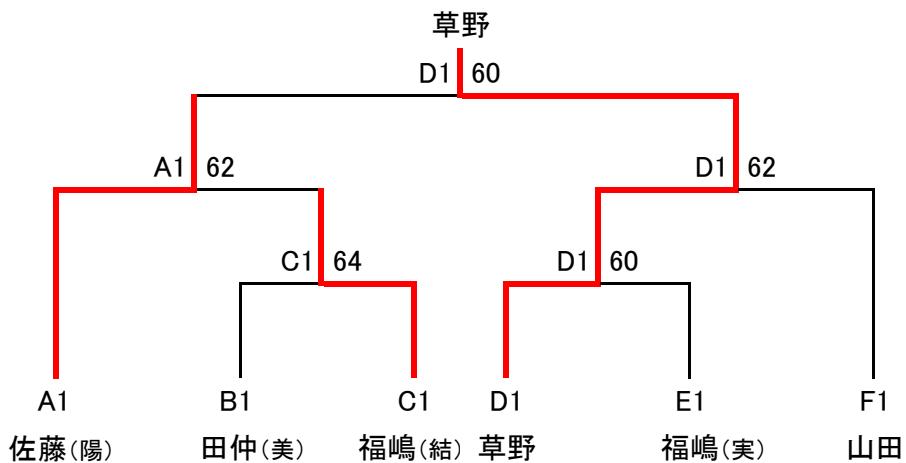 草野
D1 60
A1 62
D1 62
C1 64
D1 60
A1 B1 C1 D1 E1 F1
佐藤(陽) 田仲(美) 福嶋(結) 草野 福嶋(実) 山田